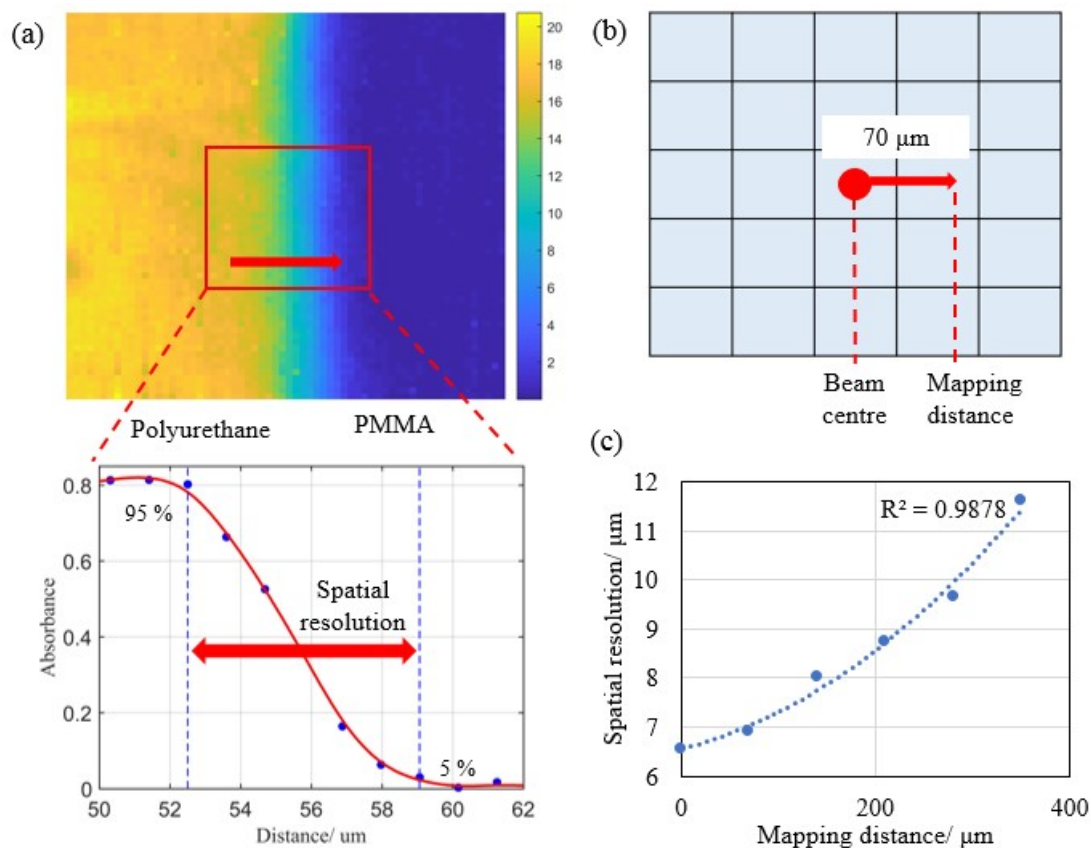 (a)
20
18
16
14
12
10
8
6
4
2
Polyurethane
PMMA
95 %
Spatial
resolution
5 %
Absorbance
0.8
0.6
0.4
0.2
0
50
52
54
56
58
60
62
Distance/ um
(b)
70 μm
Beam
centre
Mapping
distance
(c)
R² = 0.9878
Spatial resolution/ μm
12
11
10
9
8
7
6
0
200
400
Mapping distance/ μm